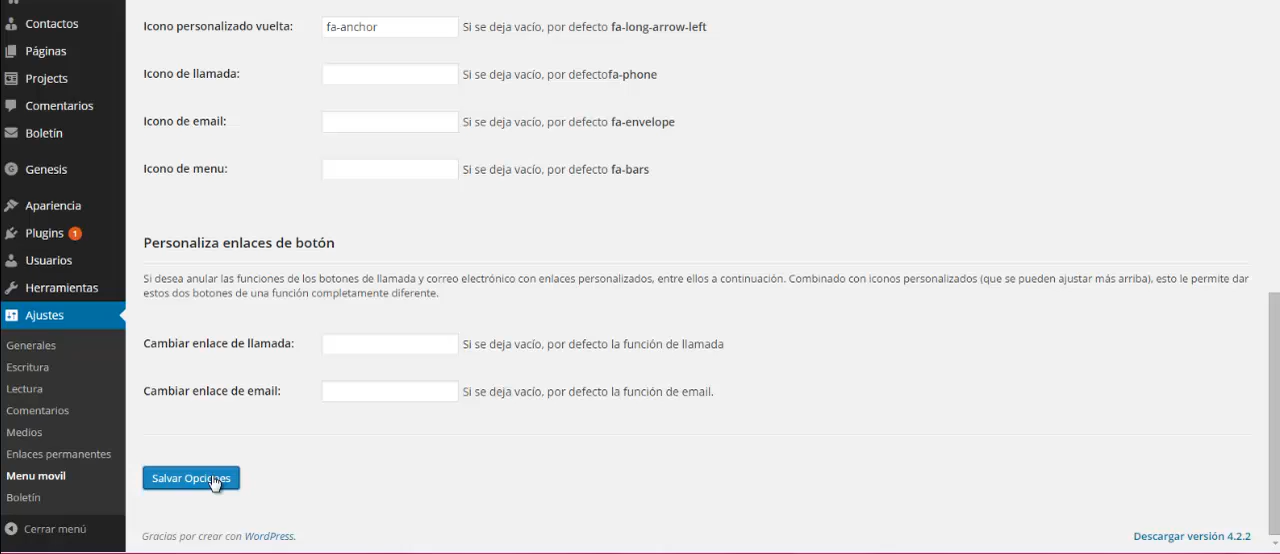 Contactos
Páginas
Projects
Comentarios
Boletín
Genesis
Apariencia
Plugins 1
Usuarios
Herramientas
Ajustes
Generales
Escritura
Lectura
Comentarios
Medios
Enlaces permanentes
Menu movil
Boletín
Cerrar menú
Icono personalizado vuelta: fa-anchor Si se deja vacío, por defecto fa-long-arrow-left
Icono de llamada: Si se deja vacío, por defectofa-phone
Icono de email: Si se deja vacío, por defecto fa-envelope
Icono de menu: Si se deja vacío, por defecto fa-bars
Personaliza enlaces de botón
Si desea anular las funciones de los botones de llamada y correo electrónico con enlaces personalizados, entre ellos a continuación. Combinado con iconos personalizados (que se pueden ajustar más arriba), esto le permite dar
estos dos botones de una función completamente diferente.
Cambiar enlace de llamada: Si se deja vacío, por defecto la función de llamada
Cambiar enlace de email: Si se deja vacío, por defecto la función de email.
Salvar Opciones
Gracias por crear con WordPress.
Descargar versión 4.2.2